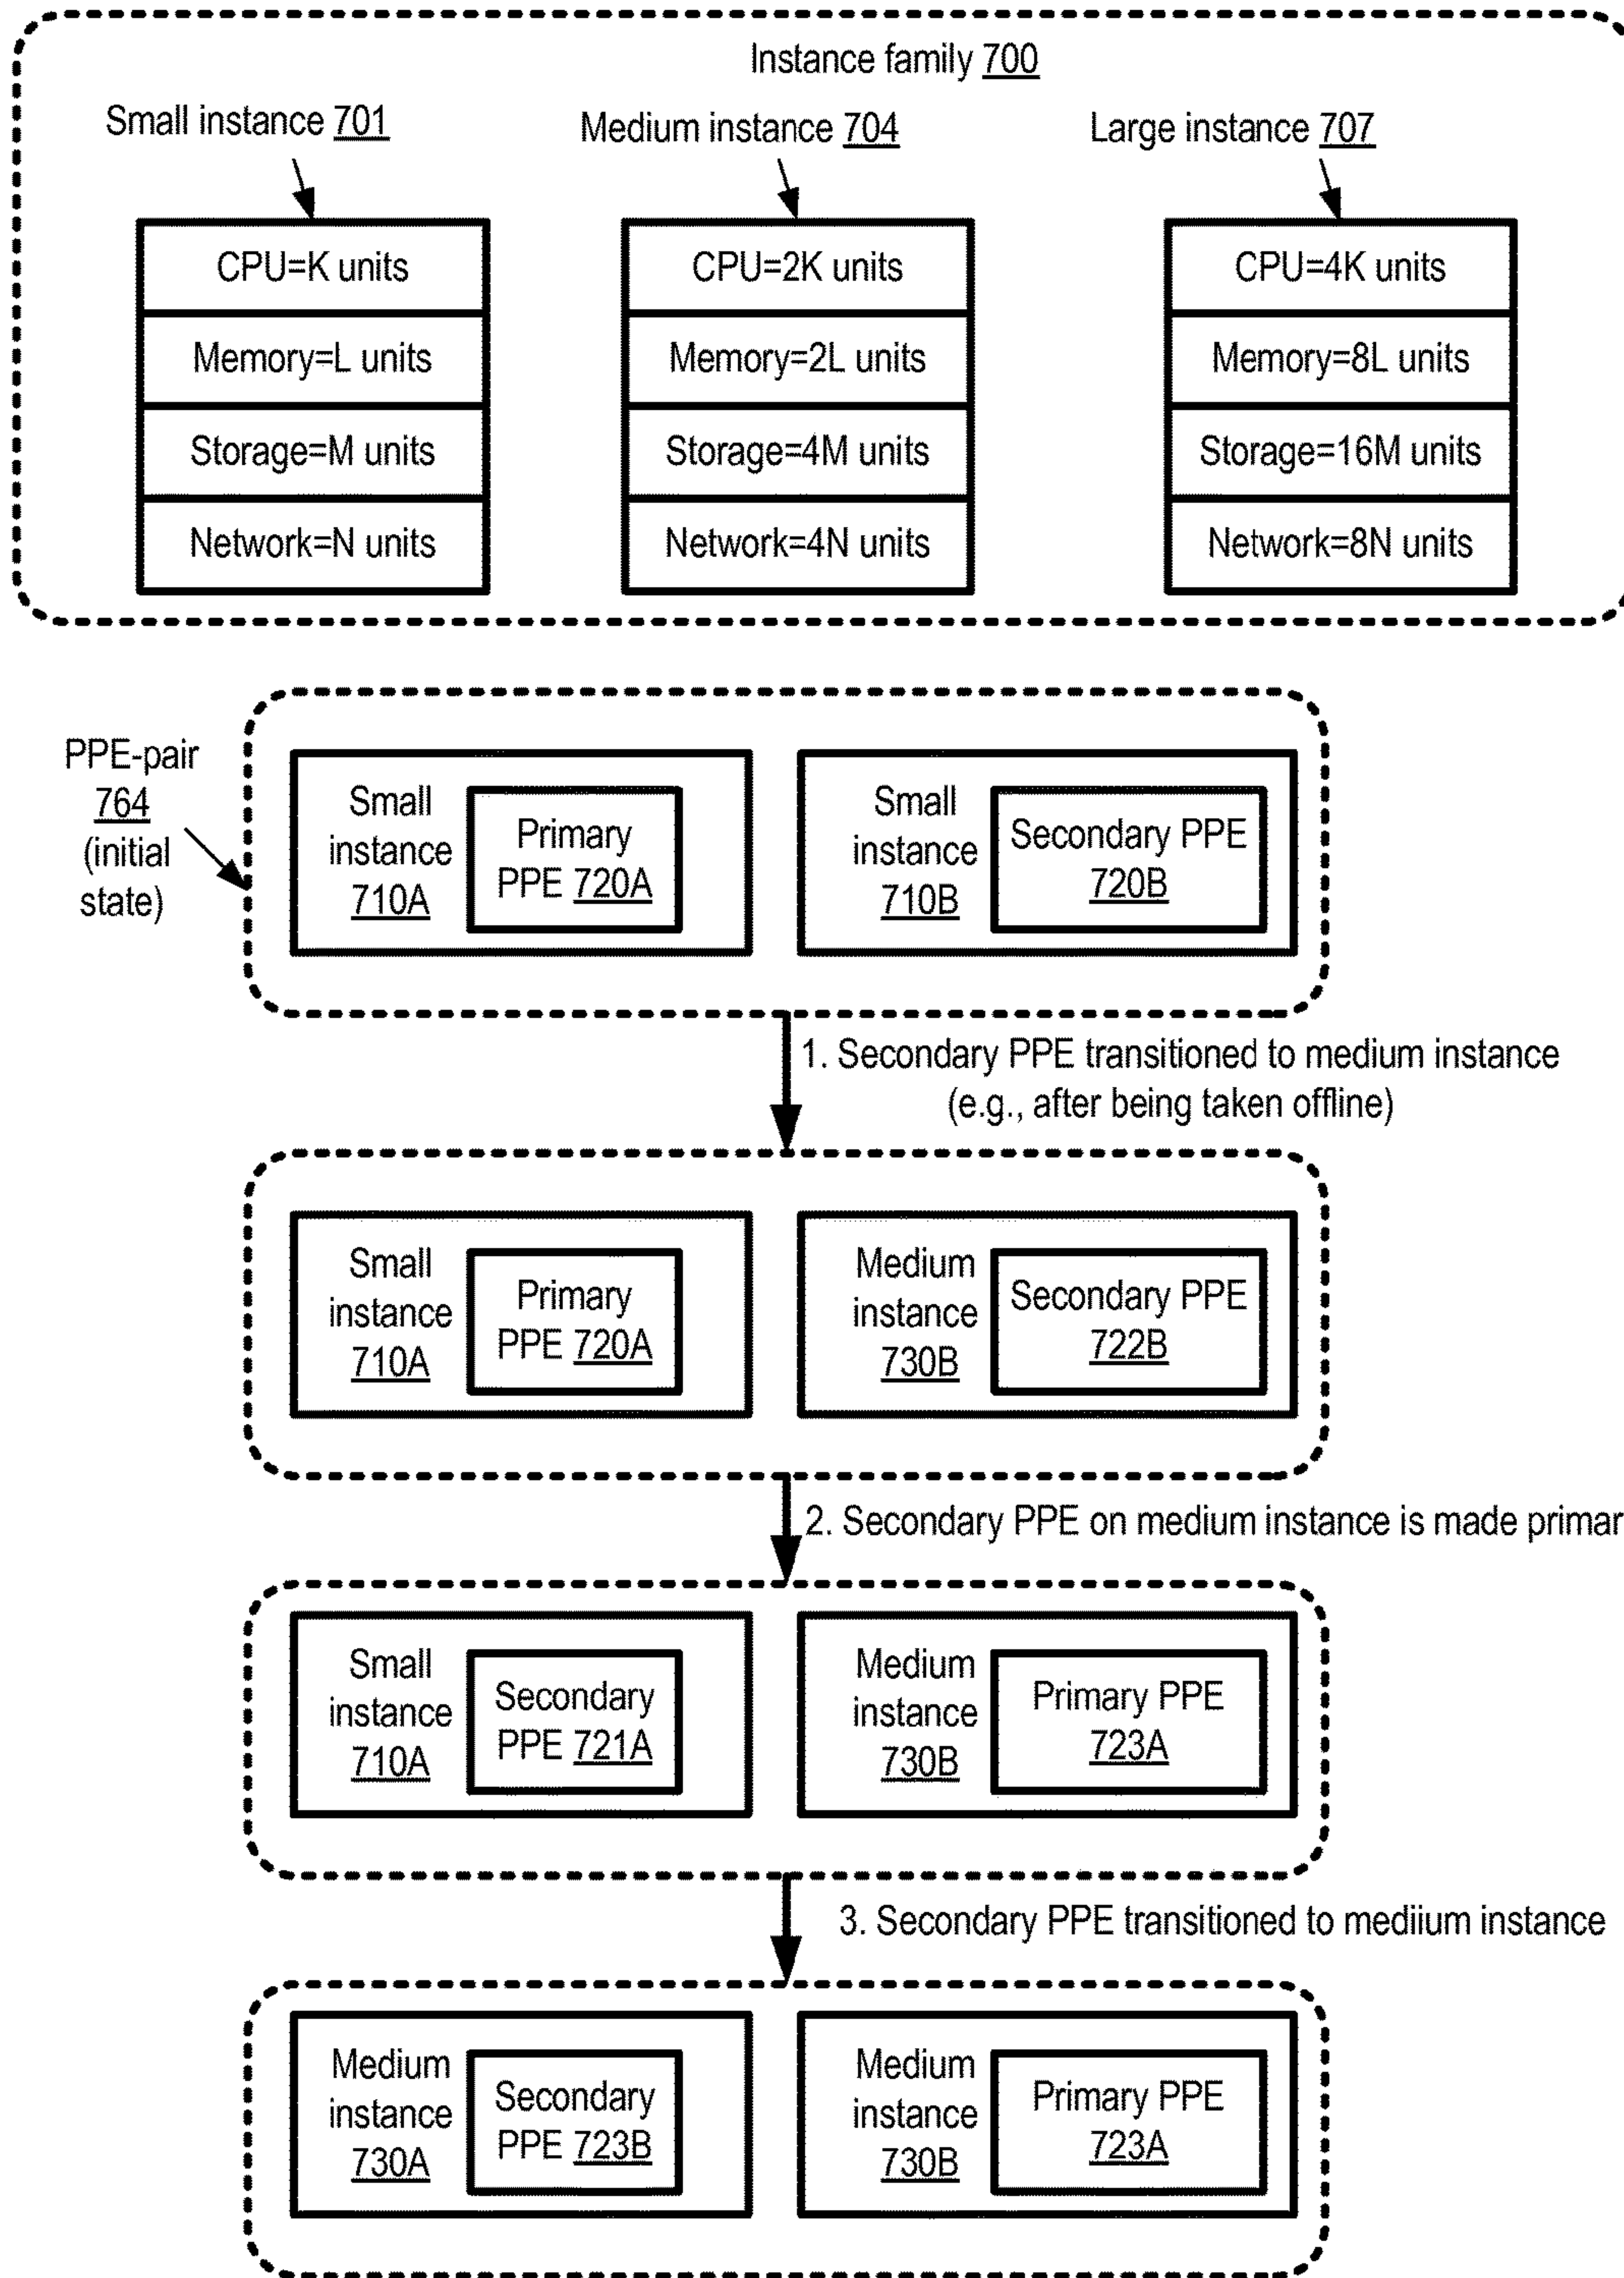 Instance family 700
Small instance 701
Medium instance 704
Large instance 707
CPU=K units
Memory=L units
Storage=M units
Network=N units
CPU=2K units
Memory=2L units
Storage=4M units
Network=4N units
CPU=4K units
Memory=8L units
Storage=16M units
Network=8N units
PPE-pair
764
(initial
state)
Small
instance
710A
Primary
PPE 720A
Small
instance
710B
Secondary PPE
720B
1. Secondary PPE transitioned to medium instance
(e.g., after being taken offline)
Small
instance
710A
Primary
PPE 720A
Medium
instance
730B
Secondary PPE
722B
2. Secondary PPE on medium instance is made primar
Small
instance
710A
Secondary
PPE 721A
Medium
instance
730B
Primary PPE
723A
3. Secondary PPE transitioned to mediium instance
Medium
instance
730A
Secondary
PPE 723B
Medium
instance
730B
Primary PPE
723A